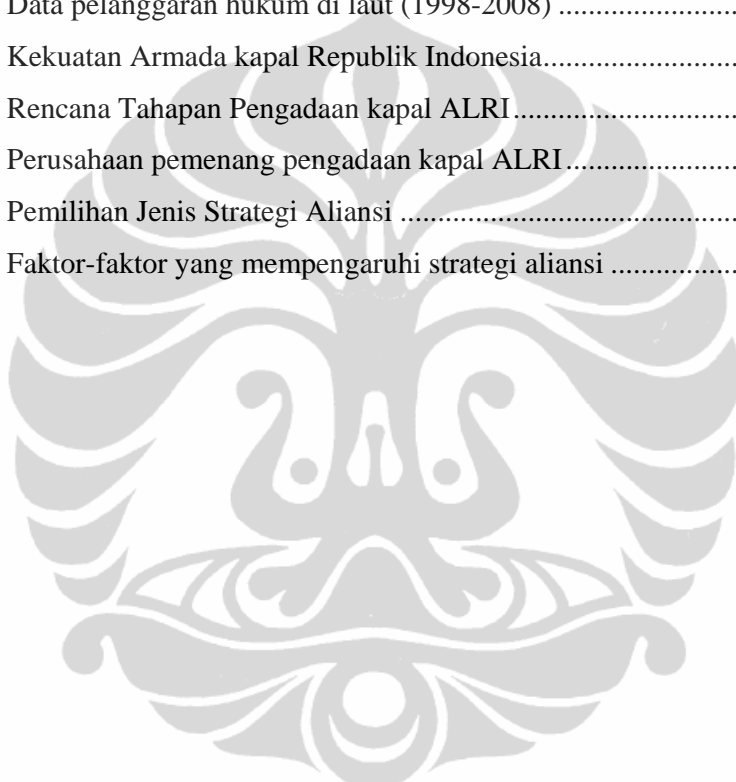 Data pelanggaran hukum di laut (1998-2008) ........................
Kekuatan Armada kapal Republik Indonesia..........................
Rencana Tahapan Pengadaan kapal ALRI..............................
Perusahaan pemenang pengadaan kapal ALRI.......................
Pemilihan Jenis Strategi Aliansi .............................................
Faktor-faktor yang mempengaruhi strategi aliansi ..................